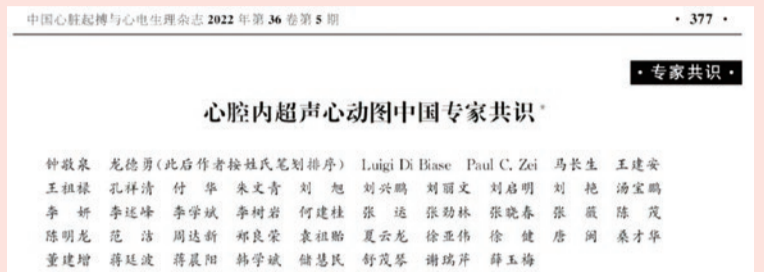 中国心脏起搏与心电生理杂志 2022 年第 36 卷第 5 期 · 377 ·
· 专家共识 ·
心腔内超声心动图中国专家共识*
钟敬泉 龙德勇(此后作者按姓氏笔划排序) Luigi Di Biase Paul C. Zei 马长生 王建安
王祖禄 孔祥清 付 华 朱文青 刘 旭 刘兴鹏 刘丽文 刘启明 刘 艳 汤宝鹏
李 妍 李述峰 李学斌 李树岩 何建桂 张 运 张劲林 张晓春 张 薇 陈 茂
陈明龙 范 洁 周达新 郑良荣 袁祖贻 夏云龙 徐亚伟 徐 健 唐 闽 桑才华
董建增 蒋廷波 蒋晨阳 韩学斌 储慧民 舒茂琴 谢瑞芹 薛玉梅